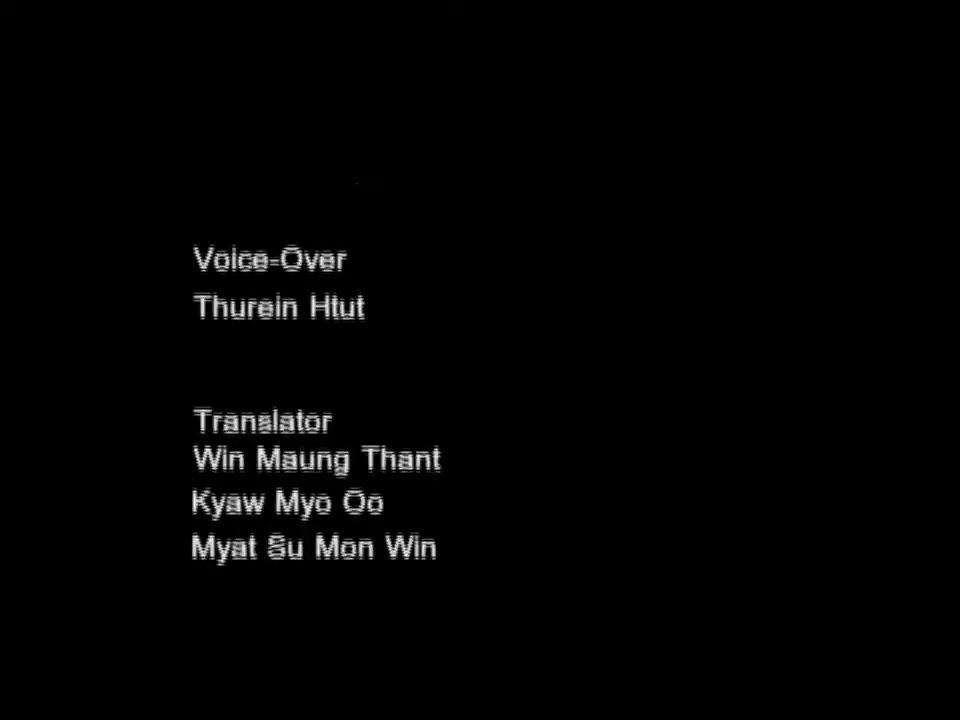 Voice-Over
Thurein Htut
Translator
Win Maung Thant
Kyaw Myo Oo
Myat Su Mon Win